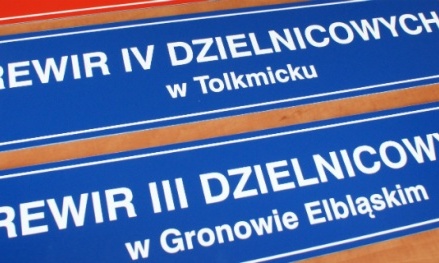 REWIR IV DZIELNICOWYCH
w Tolkmicku
REWIR III DZIELNICOWY
w Gronowie Elbląskim